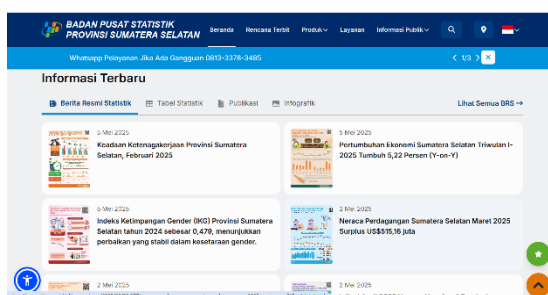 BADAN PUSAT STATISTIK
PROVINSI SUMATERA SELATAN
Beranda Rencana Terbit Produk Layanan Informasi Publik
Whatsapp Pelayanan Jika Ada Gangguan 0813-3376-3485
1/3
Informasi Terbaru
Berita Resmi Statistik Tabel Statistik Publikasi Infografik Lihat Semua BRS →
5 Mei 2025
Keadaan Ketenagakerjaan Provinsi Sumatera
Selatan, Februari 2025
5 Mei 2025
Pertumbuhan Ekonomi Sumatera Selatan Triwulan I-
2025 Tumbuh 5,22 Persen (Y-on-Y)
5 Mei 2025
Indeks Ketimpangan Gender (IKG) Provinsi Sumatera
Selatan tahun 2024 sebesar 0,479, menunjukkan
perbaikan yang stabil dalam kesetaraan gender.
2 Mei 2025
Neraca Perdagangan Sumatera Selatan Maret 2025
Surplus US$515,16 juta
2 Mei 2025
2 Mei 2025